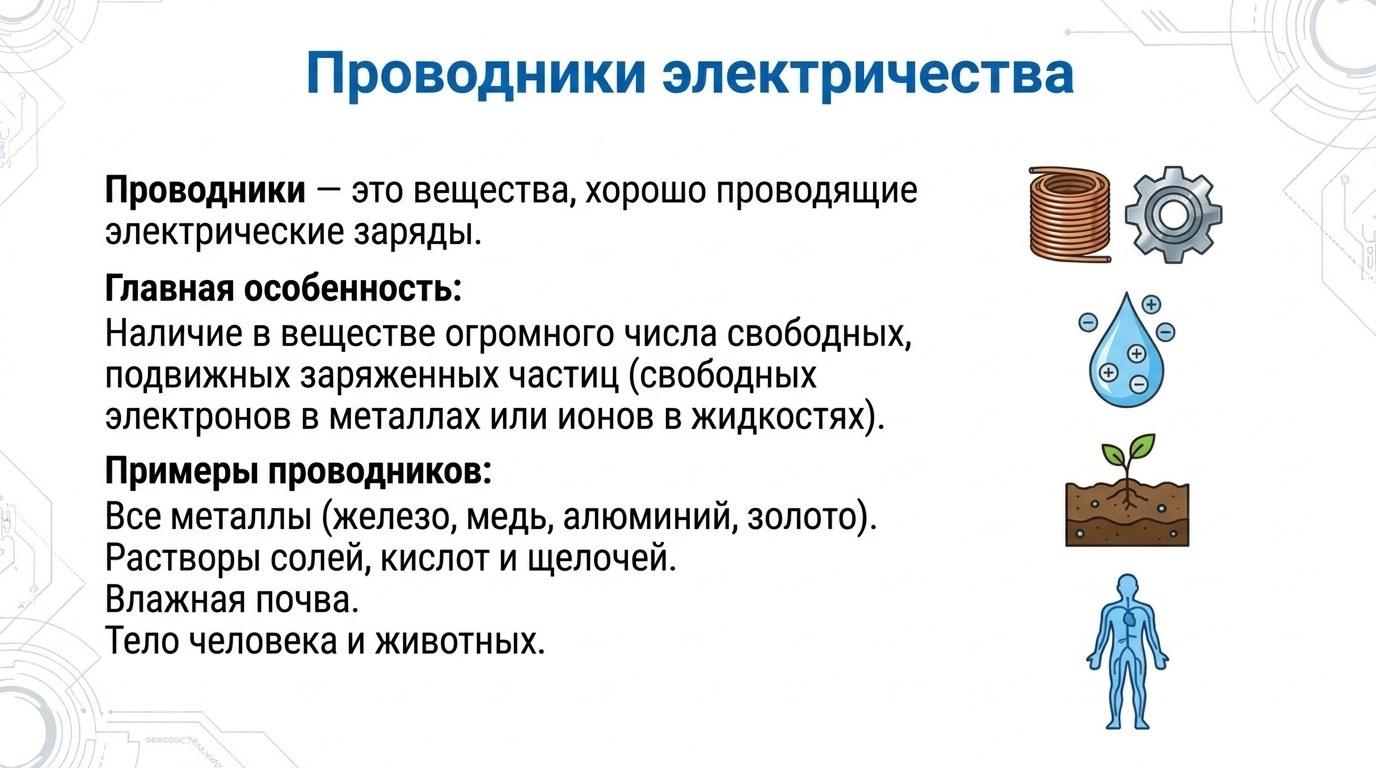 Проводники электричества
Проводники — это вещества, хорошо проводящие
электрические заряды.
Главная особенность:
Наличие в веществе огромного числа свободных,
подвижных заряженных частиц (свободных
электронов в металлах или ионов в жидкостях).
Примеры проводников:
Все металлы (железо, медь, алюминий, золото).
Растворы солей, кислот и щелочей.
Влажная почва.
Тело человека и животных.